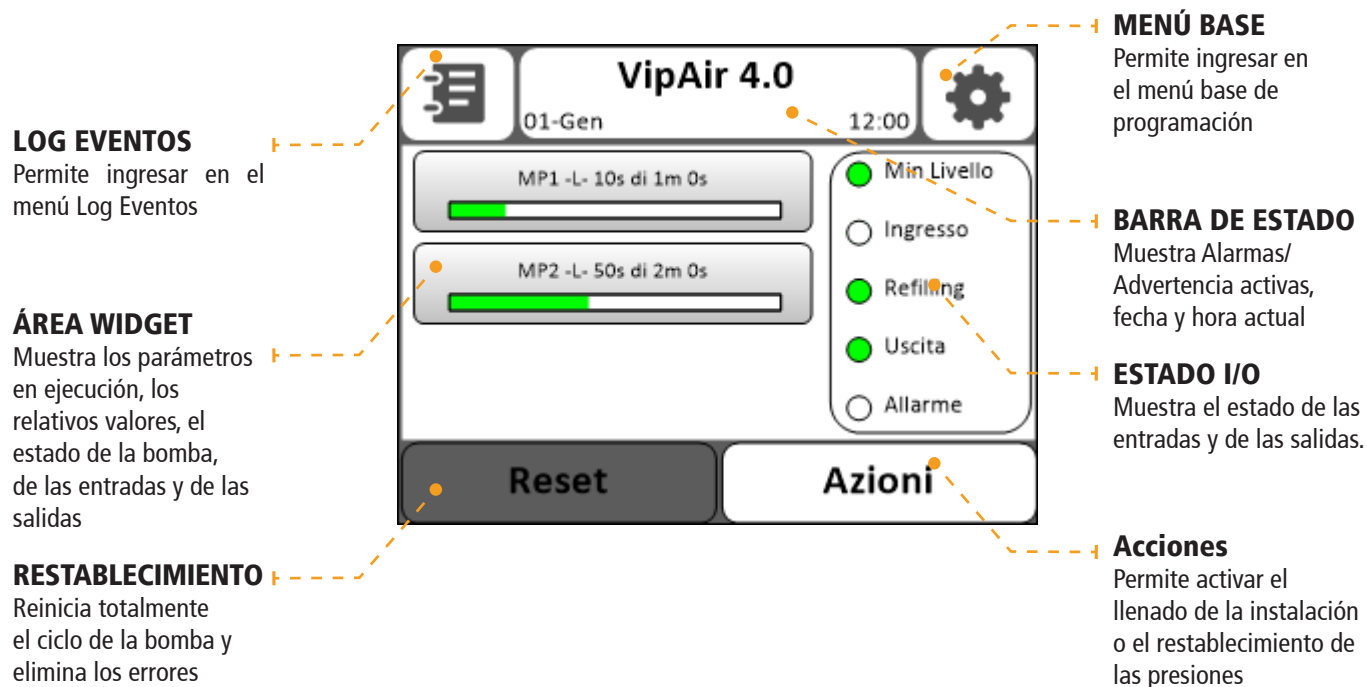 LOG EVENTOS
Permite ingresar en el
menú Log Eventos
ÁREA WIDGET
Muestra los parámetros
en ejecución, los
relativos valores, el
estado de la bomba,
de las entradas y de las
salidas
RESTABLECIMIENTO
Reinicia totalmente
el ciclo de la bomba y
elimina los errores
VipAir 4.0
01-Gen 12:00
MP1 -L- 10s di 1m 0s
MP2 -L- 50s di 2m 0s
Min Livello
Ingresso
Refilling
Uscita
Allarme
Reset
Azioni
MENÚ BASE
Permite ingresar en
el menú base de
programación
BARRA DE ESTADO
Muestra Alarmas/
Advertencia activas,
fecha y hora actual
ESTADO I/O
Muestra el estado de las
entradas y de las salidas.
Acciones
Permite activar el
llenado de la instalación
o el restablecimiento de
las presiones